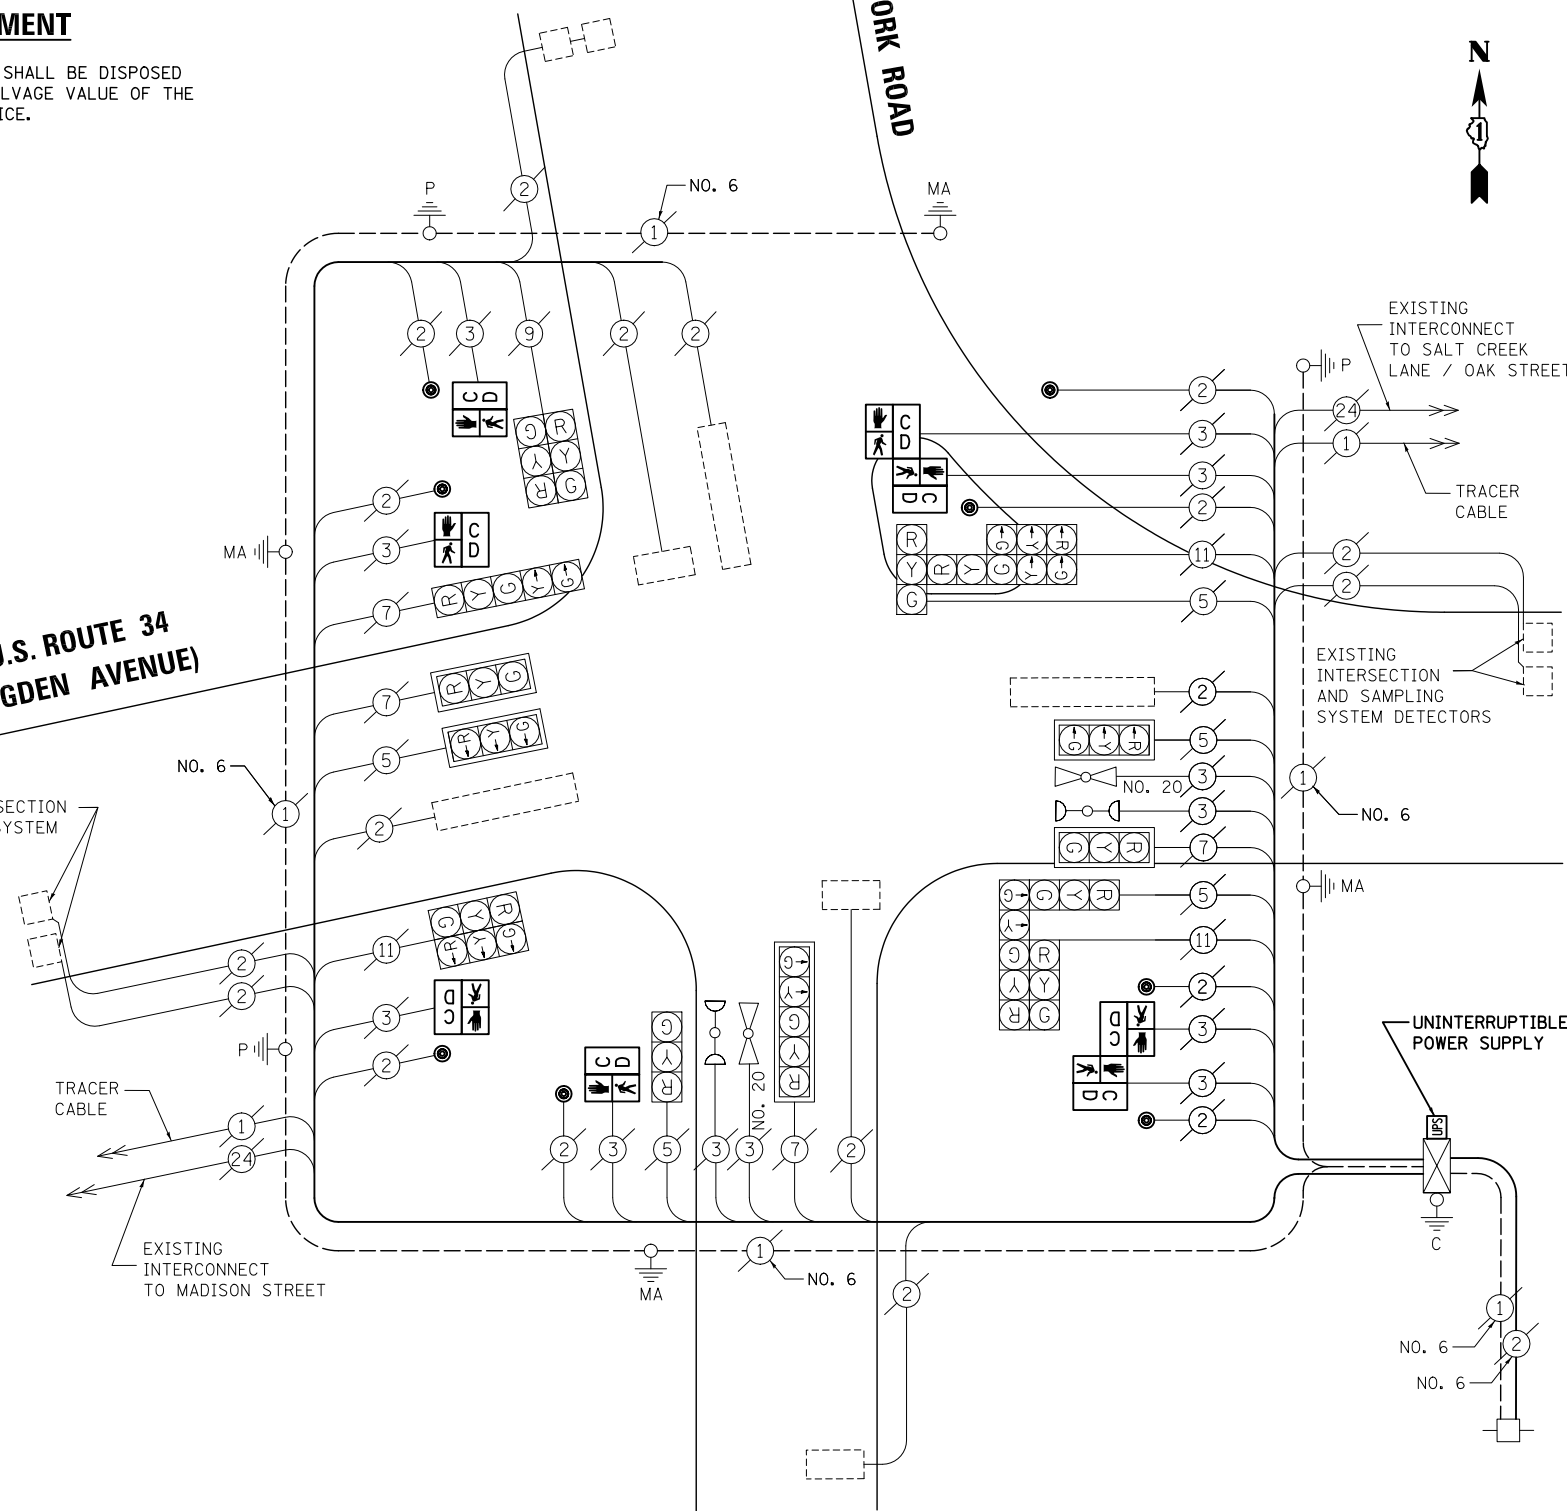 MENT
SHALL BE DISPOSED
LVAGE VALUE OF THE
ICE.
ORK ROAD
N
1
P
2
1
NO. 6
MA
2
3
9
2
2
C D
G R
Y Y
R G
EXISTING
INTERCONNECT
TO SALT CREEK
LANE / OAK STREET
P
24
1
TRACER
CABLE
2
3
3
2
11
5
C
D
C
D
R G Y R
Y R Y G Y G
G
2
2
EXISTING
INTERSECTION
AND SAMPLING
SYSTEM DETECTORS
MA
2
3
7
C
D
R Y G Y G
U.S. ROUTE 34
GDEN AVENUE)
7
R Y G
5
R Y G
2
NO. 6
1
SECTION
YSTEM
2
5
G Y R
3
NO. 20
3
7
G Y R
1
NO. 6
MA
5
G G Y R
Y
11
G R
Y Y
R G
2
3
C D
3
C D
2
11
G Y R
R Y G
2
2
3
C D
2
P
TRACER
CABLE
1
24
EXISTING
INTERCONNECT
TO MADISON STREET
C D
G
Y
R
NO. 20
G
Y
G
Y
R
2
3
5
3
3
7
2
MA
1
NO. 6
2
UNINTERRUPTIBLE
POWER SUPPLY
UPS
C
1
NO. 6
2
NO. 6